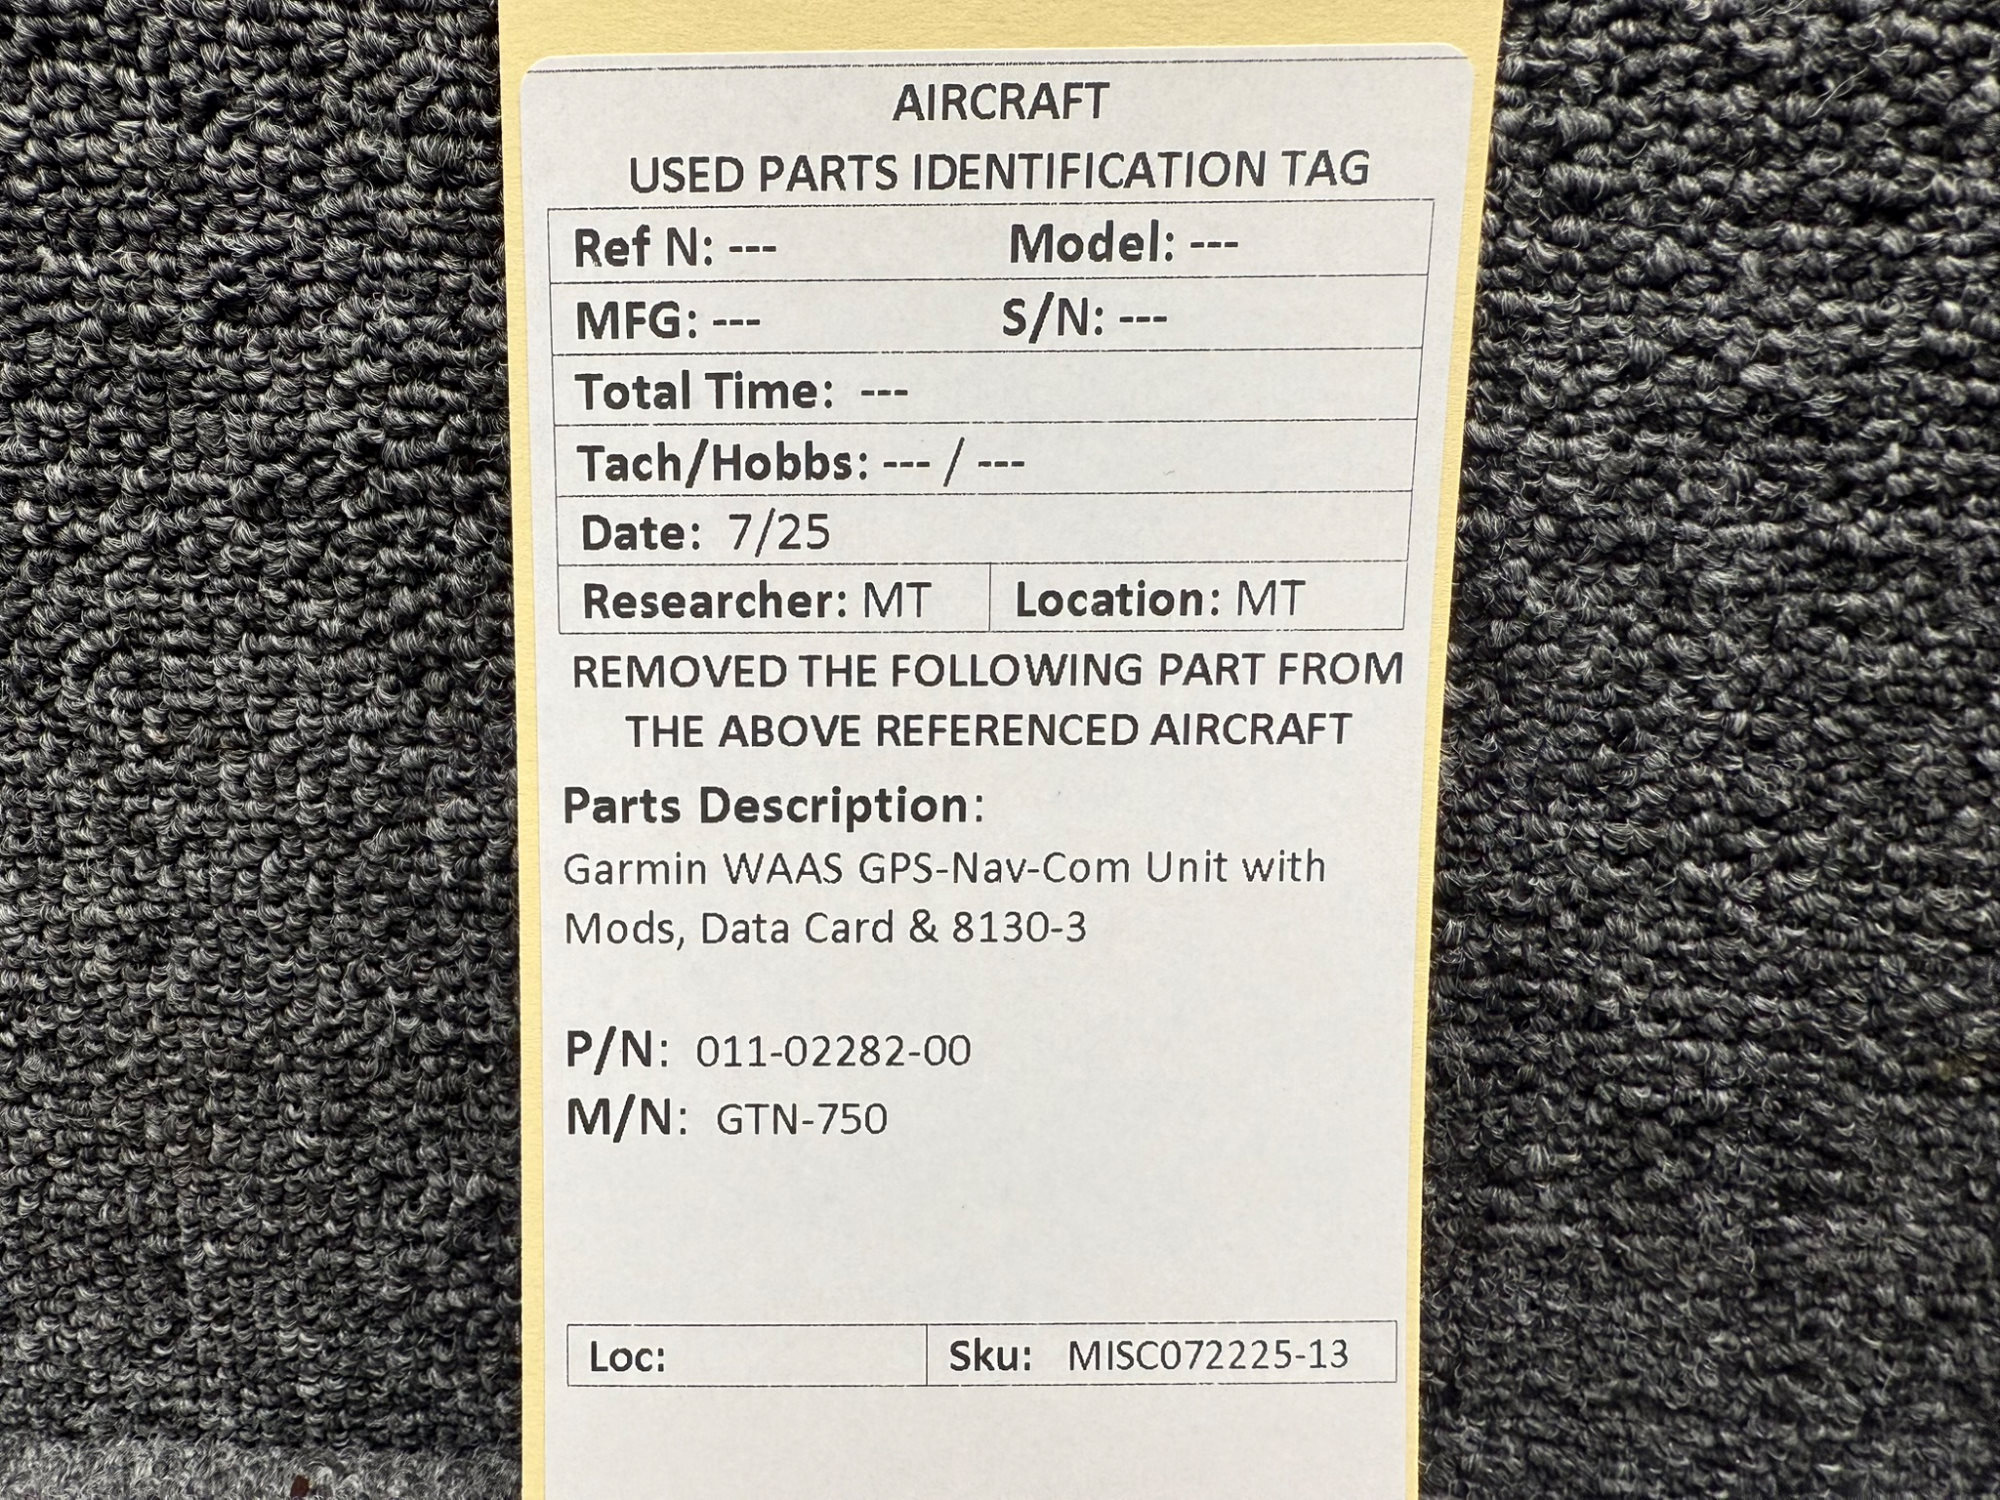 AIRCRAFT
USED PARTS IDENTIFICATION TAG
Ref N: --- Model: ---
MFG: --- S/N: ---
Total Time: ---
Tach/Hobbs: --- / ---
Date: 7/25
Researcher: MT Location: MT
REMOVED THE FOLLOWING PART FROM
THE ABOVE REFERENCED AIRCRAFT
Parts Description:
Garmin WAAS GPS-Nav-Com Unit with
Mods, Data Card & 8130-3
P/N: 011-02282-00
M/N: GTN-750
Loc: Sku: MISC072225-13